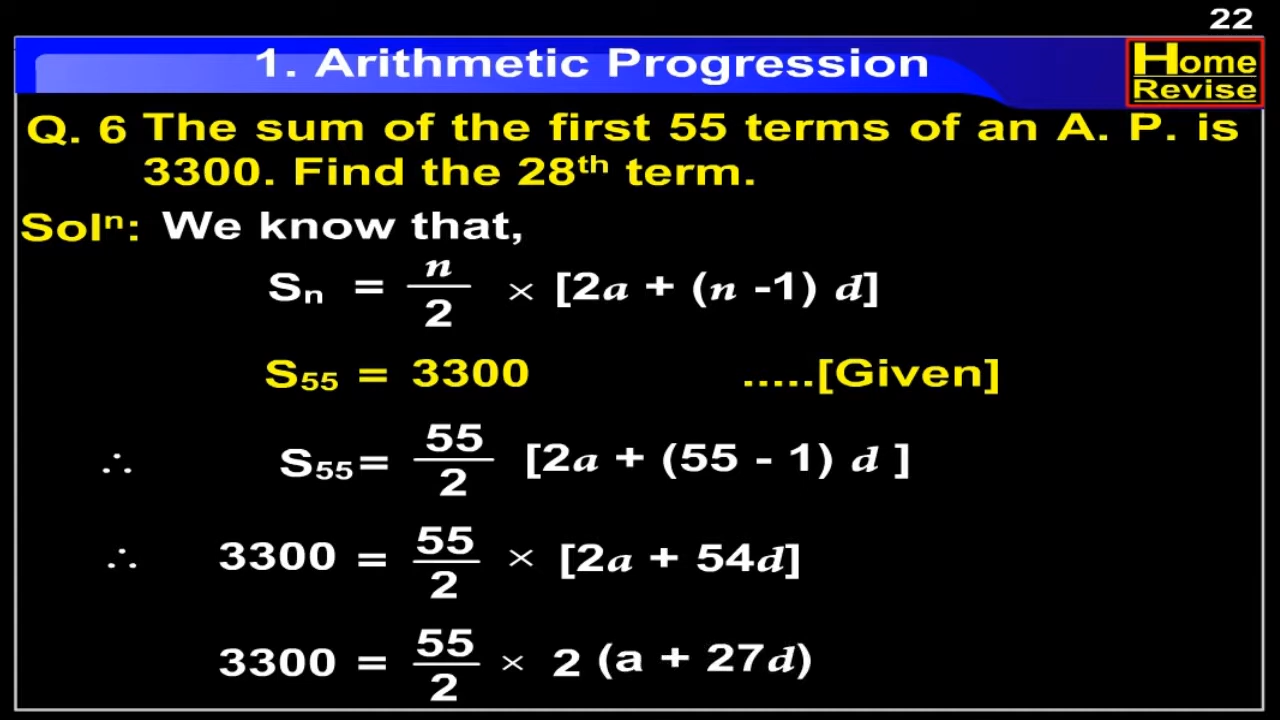 22
1. Arithmetic Progression
Home
Revise
Q. 6 The sum of the first 55 terms of an A. P. is
3300. Find the 28th term.
Solⁿ: We know that,
Sₙ = n/2 × [2a + (n -1) d]
S₅₅ = 3300 .....[Given]
∴ S₅₅= 55/2 [2a + (55 - 1) d ]
∴ 3300 = 55/2 × [2a + 54d]
3300 = 55/2 × 2 (a + 27d)